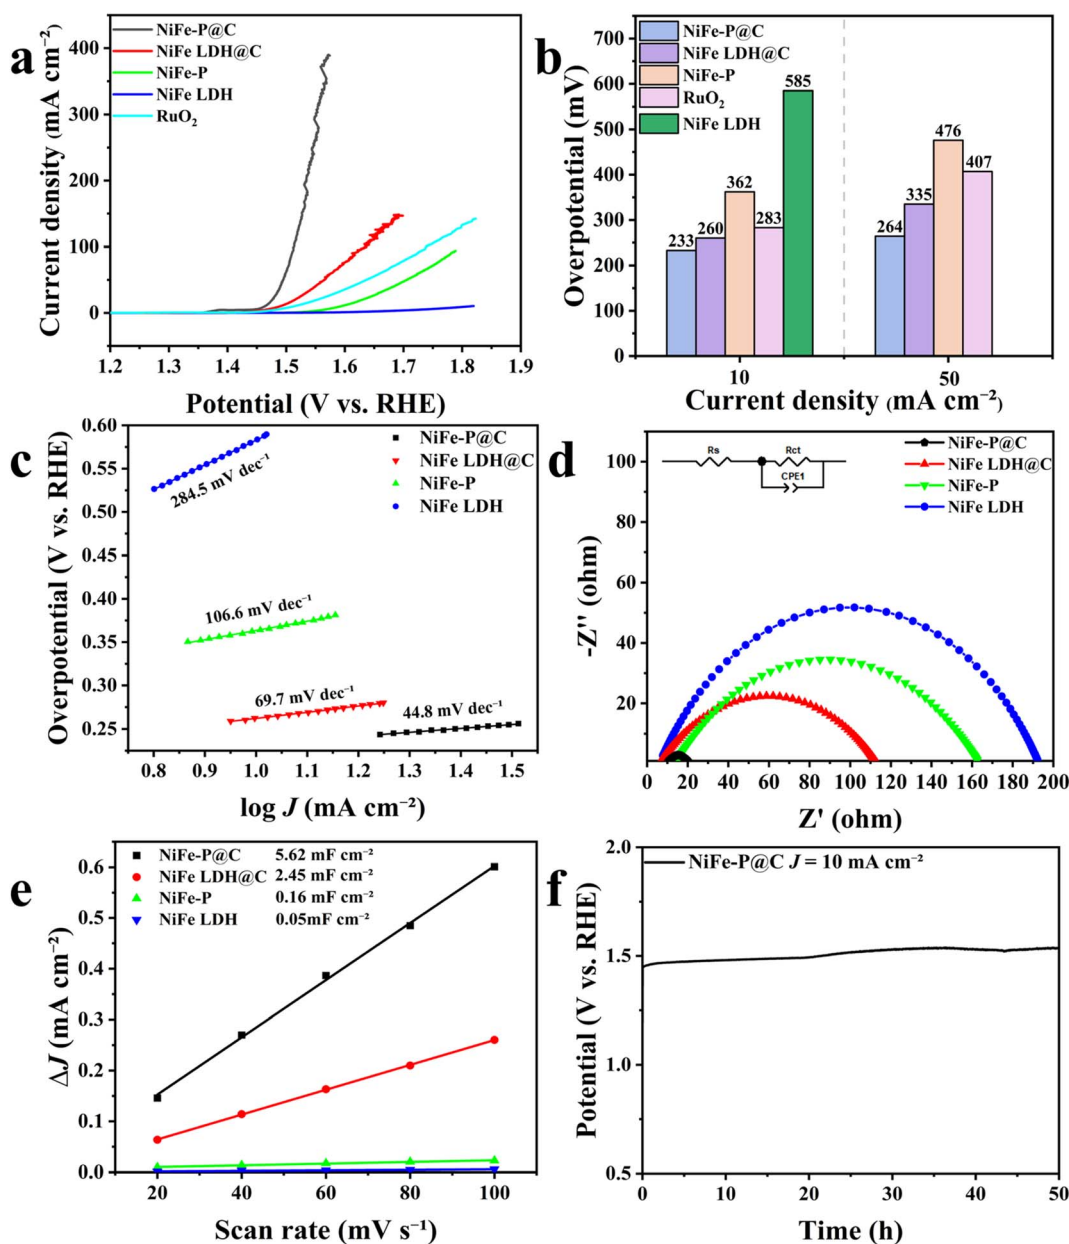 a
NiFe-P@C
NiFe LDH@C
NiFe-P
NiFe LDH
RuO₂
400
300
200
100
0
Current density (mA cm⁻²)
1.2 1.3 1.4 1.5 1.6 1.7 1.8 1.9
Potential (V vs. RHE)
b
NiFe-P@C
NiFe LDH@C
NiFe-P
RuO₂
NiFe LDH
700
600
500
400
300
200
100
0
Overpotential (mV)
233 260 362 283 585
264 335 476 407
10 50
Current density (mA cm⁻²)
c
NiFe-P@C
NiFe LDH@C
NiFe-P
NiFe LDH
0.60
0.55
0.50
0.45
0.40
0.35
0.30
0.25
Overpotential (V vs. RHE)
284.5 mV dec⁻¹
106.6 mV dec⁻¹
69.7 mV dec⁻¹
44.8 mV dec⁻¹
0.8 0.9 1.0 1.1 1.2 1.3 1.4 1.5
log J (mA cm⁻²)
d
NiFe-P@C
NiFe LDH@C
NiFe-P
NiFe LDH
Rs Rct
CPE1
100
80
60
40
20
-Z'' (ohm)
0 20 40 60 80 100 120 140 160 180 200
Z' (ohm)
e
NiFe-P@C 5.62 mF cm⁻²
NiFe LDH@C 2.45 mF cm⁻²
NiFe-P 0.16 mF cm⁻²
NiFe LDH 0.05mF cm⁻²
0.6
0.5
0.4
0.3
0.2
0.1
0.0
ΔJ (mA cm⁻²)
20 40 60 80 100
Scan rate (mV s⁻¹)
f
NiFe-P@C J = 10 mA cm⁻²
2.0
1.5
1.0
0.5
Potential (V vs. RHE)
0 10 20 30 40 50
Time (h)